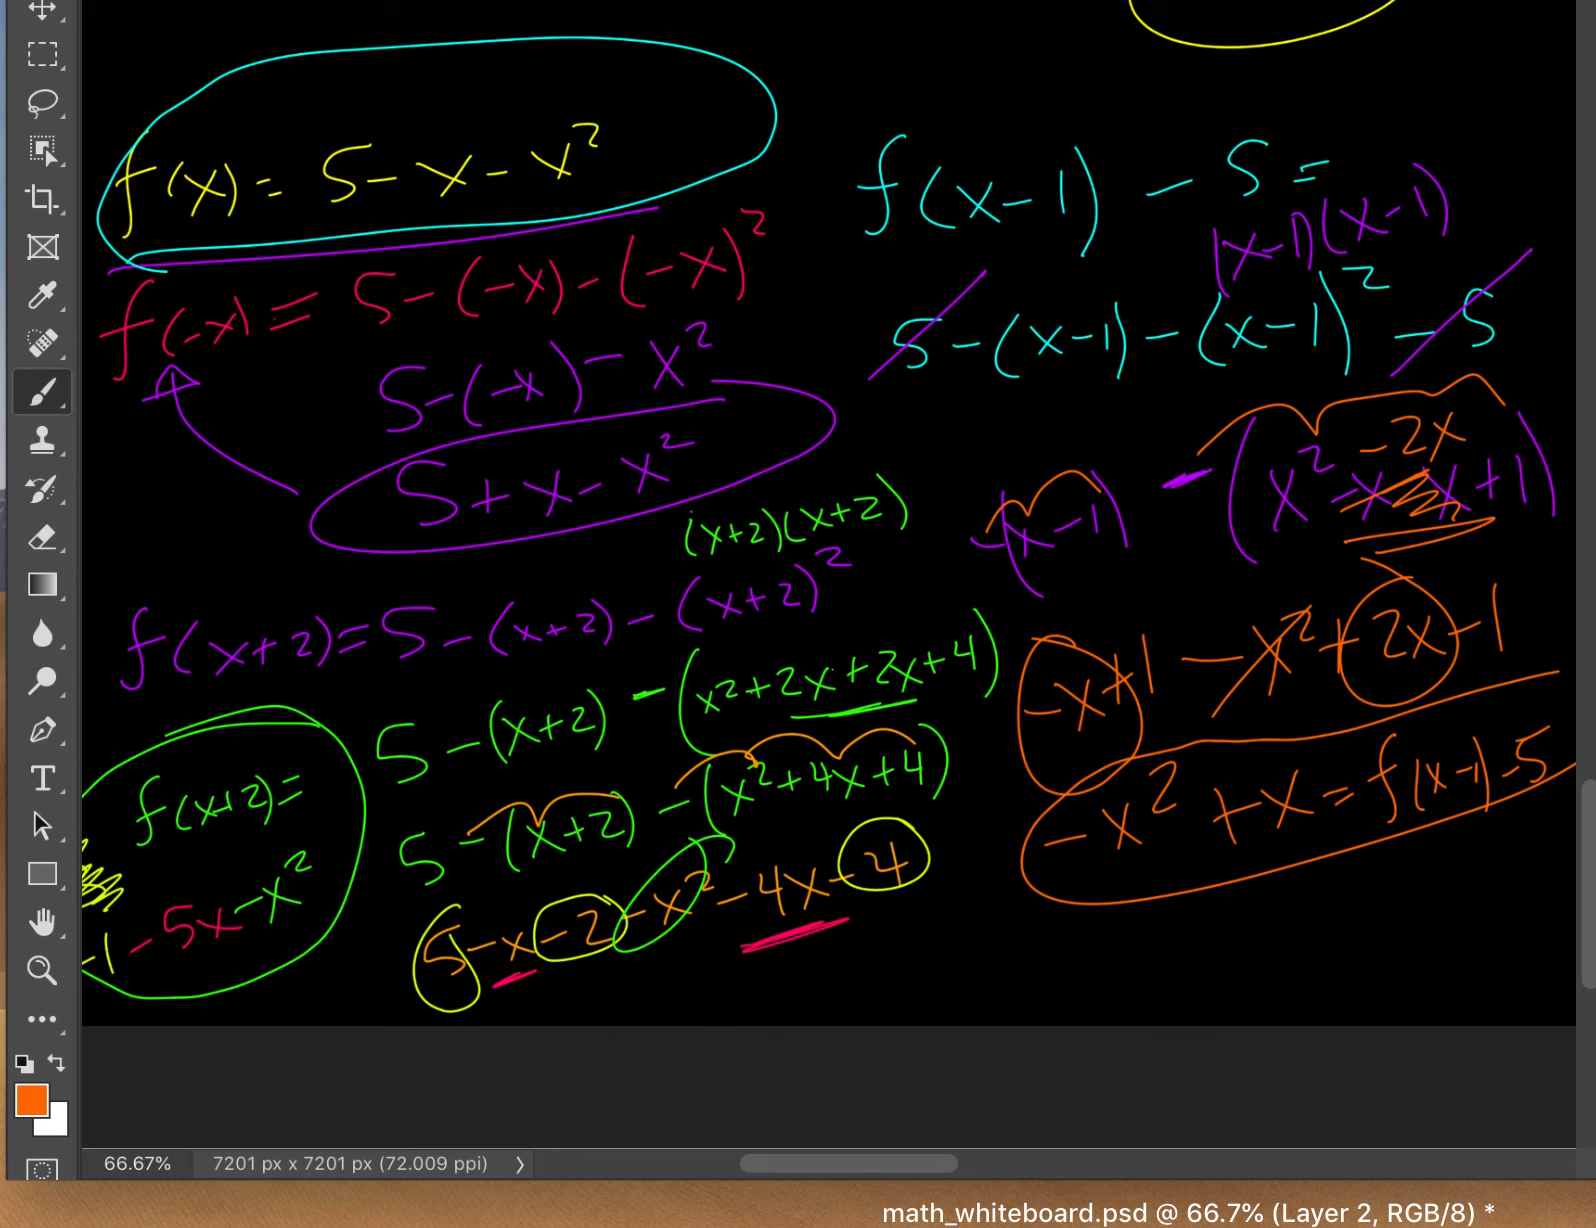 f(x) = 5 - x - x²
f(-x) = 5 - (-x) - (-x)²
5 - (-x) - x²
5 + x - x²
(x+2)(x+2)
f(x+2) = 5 - (x+2) - (x+2)²
5 - (x+2) - (x²+2x+2x+4)
5 - (x+2) - (x²+4x+4)
5 - x - 2 - x² - 4x - 4
f(x+2) =
-1 - 5x - x²
f(x-1) - 5 =
(x-1)(x-1)
5 - (x-1) - (x-1)² - 5
-2x
-(x-1) - (x² - x - x + 1)
-x + 1 - x² + 2x - 1
-x² + x = f(x-1) - 5
T
66.67% 7201 px x 7201 px (72.009 ppi)
math_whiteboard.psd @ 66.7% (Layer 2, RGB/8) *